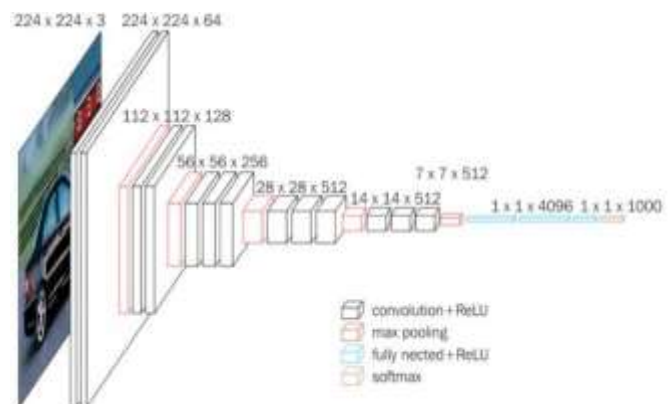 224 x 224 x 3
224 x 224 x 64
112 x 112 x 128
56 x 56 x 256
28 x 28 x 512
14 x 14 x 512
7 x 7 x 512
1 x 1 x 4096
1 x 1 x 1000
convolution+ReLU
max pooling
fully nected+ReLU
softmax